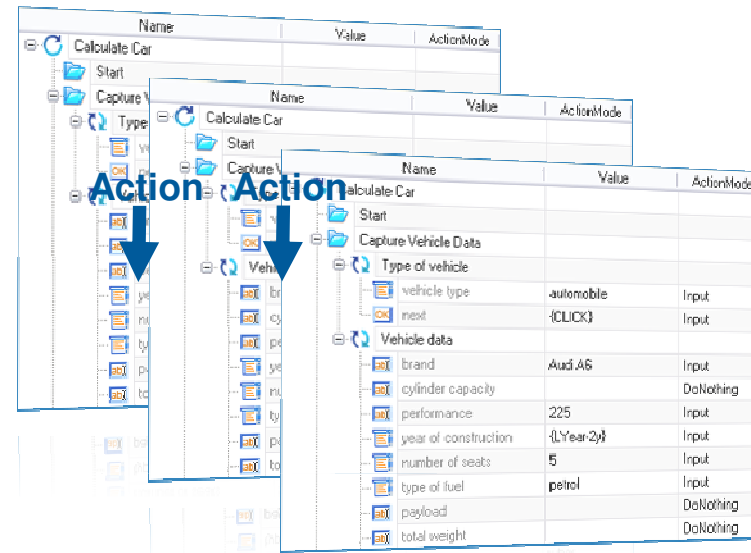 Name Value ActionMode
Calculate Car
Start
Capture
Type
Name Value ActionMode
Calculate Car
Start
Capture
Action Action
Name Value ActionMode
Calculate Car
Start
Capture Vehicle Data
Type of vehicle
vehicle type automobile Input
next {CLICK} Input
Vehicle data
brand Audi A6 Input
cylinder capacity DoNothing
performance 225 Input
year of construction {LYear-2y} Input
number of seats 5 Input
type of fuel petrol Input
payload DoNothing
total weight DoNothing